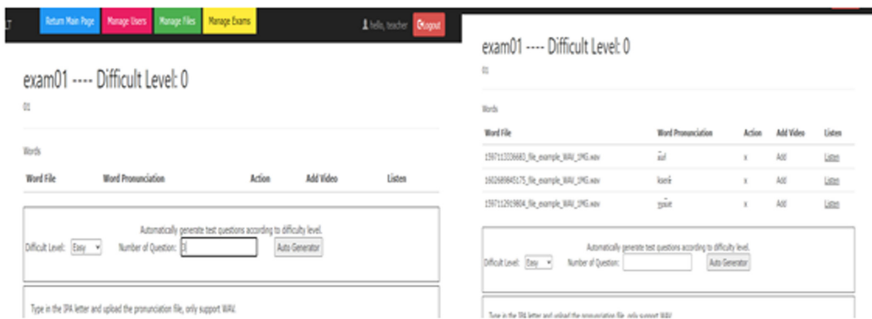 LT Return Main Page Manage Users Manage Files Manage Exams hello, teacher Logout
exam01 ---- Difficult Level: 0
01
Words
Word File Word Pronunciation Action Add Video Listen
Automatically generate test questions according to difficulty level.
Difficult Level: Easy Number of Question: 3 Auto Generator
Type in the IPA letter and upload the pronunciation file, only support WAV.
exam01 ---- Difficult Level: 0
01
Words
Word File Word Pronunciation Action Add Video Listen
x Add Listen
x Add Listen
x Add Listen
Automatically generate test questions according to difficulty level.
Difficult Level: Easy Number of Question: Auto Generator
Type in the IPA letter and upload the pronunciation file, only support WAV.